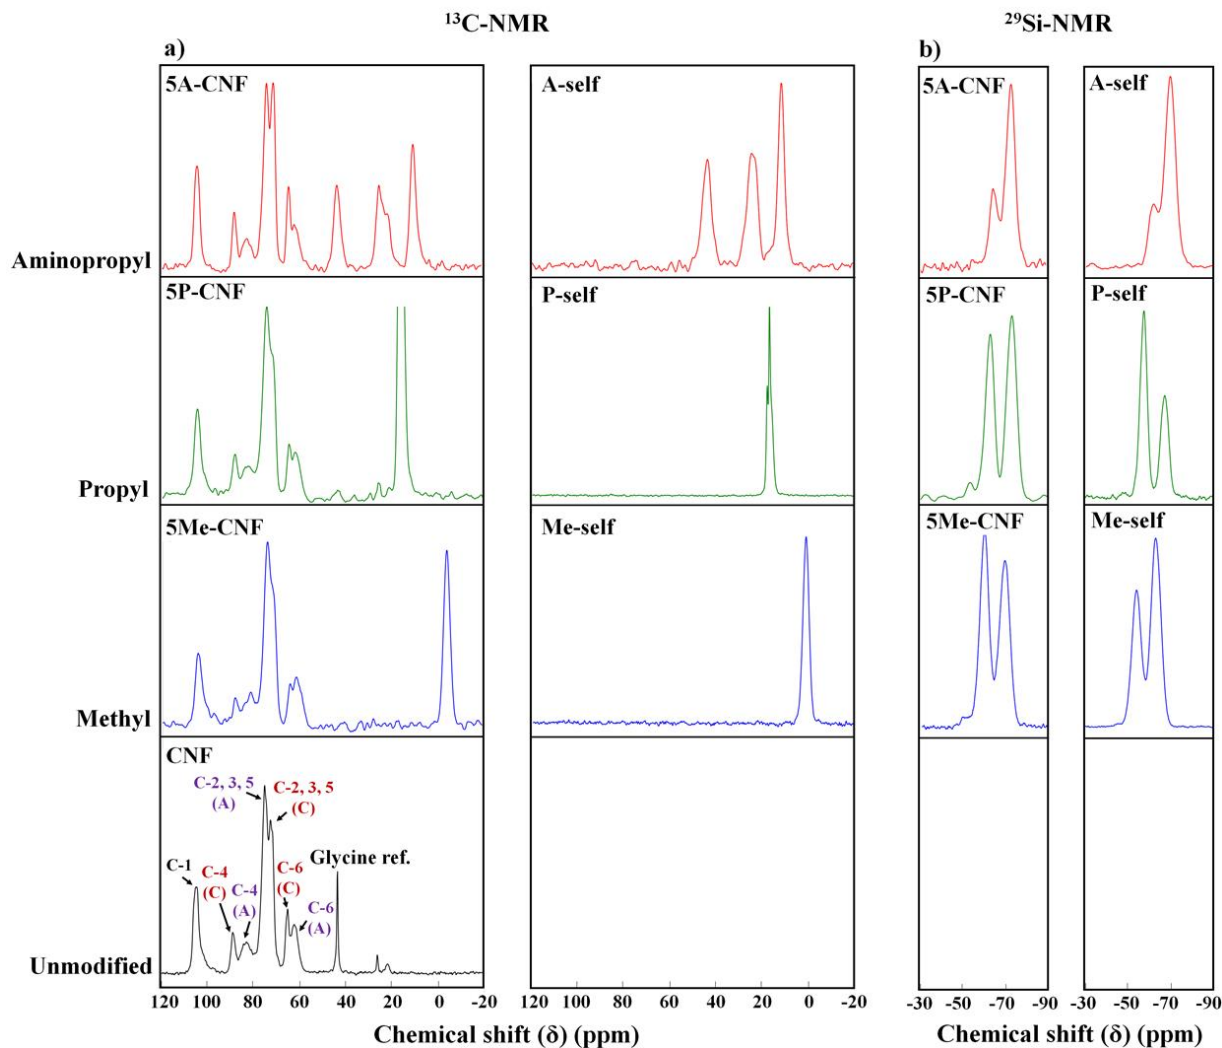 ¹³C-NMR
²⁹Si-NMR
a)
b)
5A-CNF
A-self
5A-CNF
A-self
Aminopropyl
5P-CNF
P-self
5P-CNF
P-self
Propyl
5Me-CNF
Me-self
5Me-CNF
Me-self
Methyl
CNF
C-2, 3, 5
(A)
C-2, 3, 5
(C)
C-1
C-4
(C)
C-4
(A)
C-6
(C)
Glycine ref.
C-6
(A)
Unmodified
120 100 80 60 40 20 0 -20
120 100 80 60 40 20 0 -20
-30 -50 -70 -90
-30 -50 -70 -90
Chemical shift (δ) (ppm)
Chemical shift (δ) (ppm)